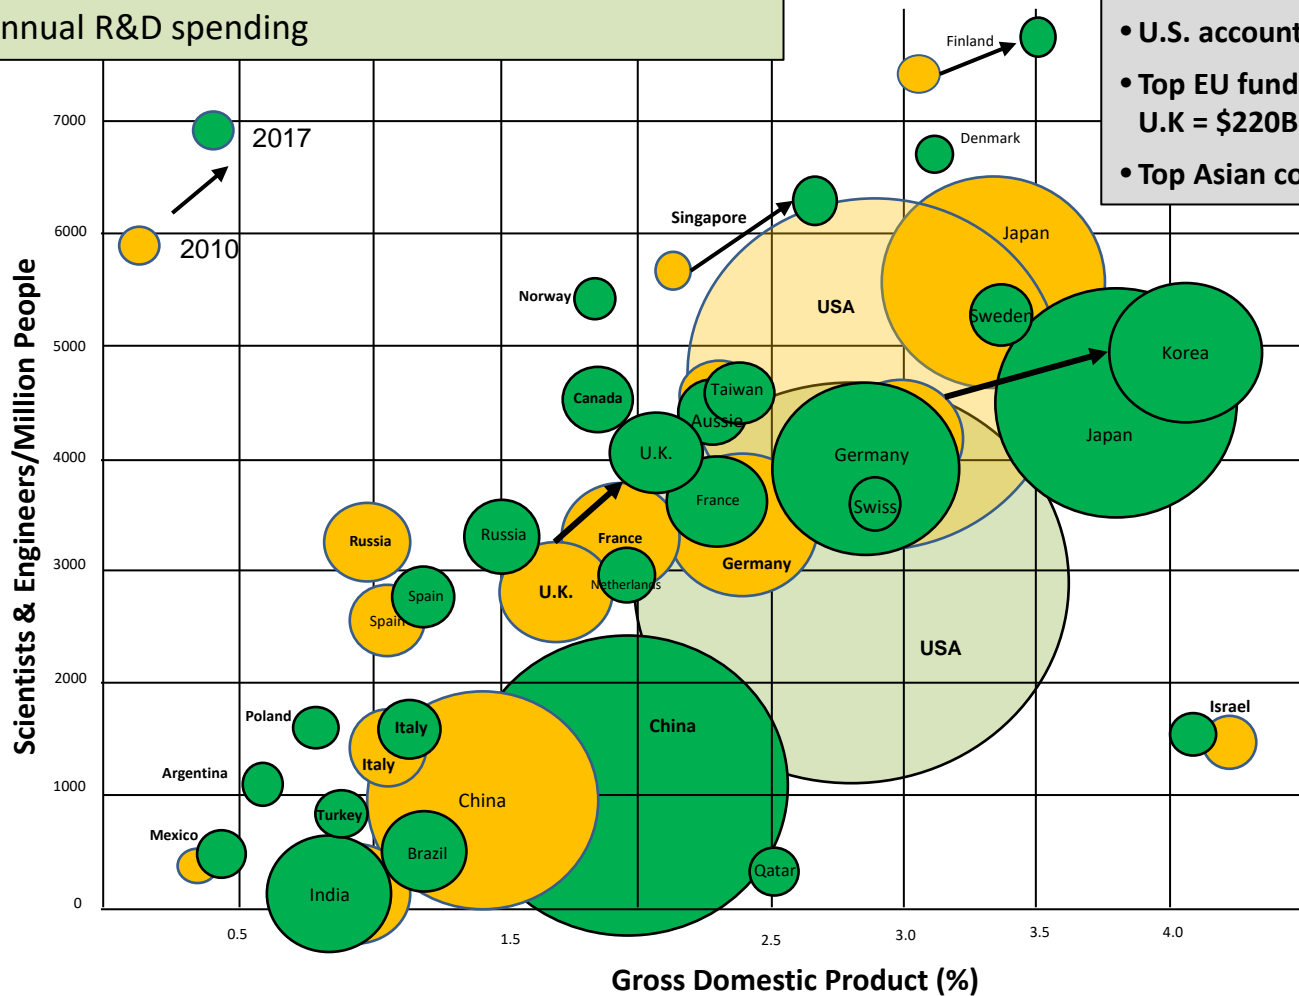 nnual R&D spending
• U.S. account
• Top EU fund
U.K = $220B
• Top Asian co
Finland
7000
2017
Denmark
Singapore
6000
Japan
2010
Norway
USA
Sweden
5000
Korea
Taiwan
Canada
Aussie
Japan
U.K.
Germany
4000
France
Swiss
Russia
Russia
France
Germany
3000
Netherlands
U.K.
Spain
Spain
USA
2000
Poland
Italy
China
Israel
Italy
Argentina
1000
China
Turkey
Mexico
Brazil
Qatar
India
0
0.5
1.5
2.5
3.0
3.5
4.0
Scientists & Engineers/Million People
Gross Domestic Product (%)